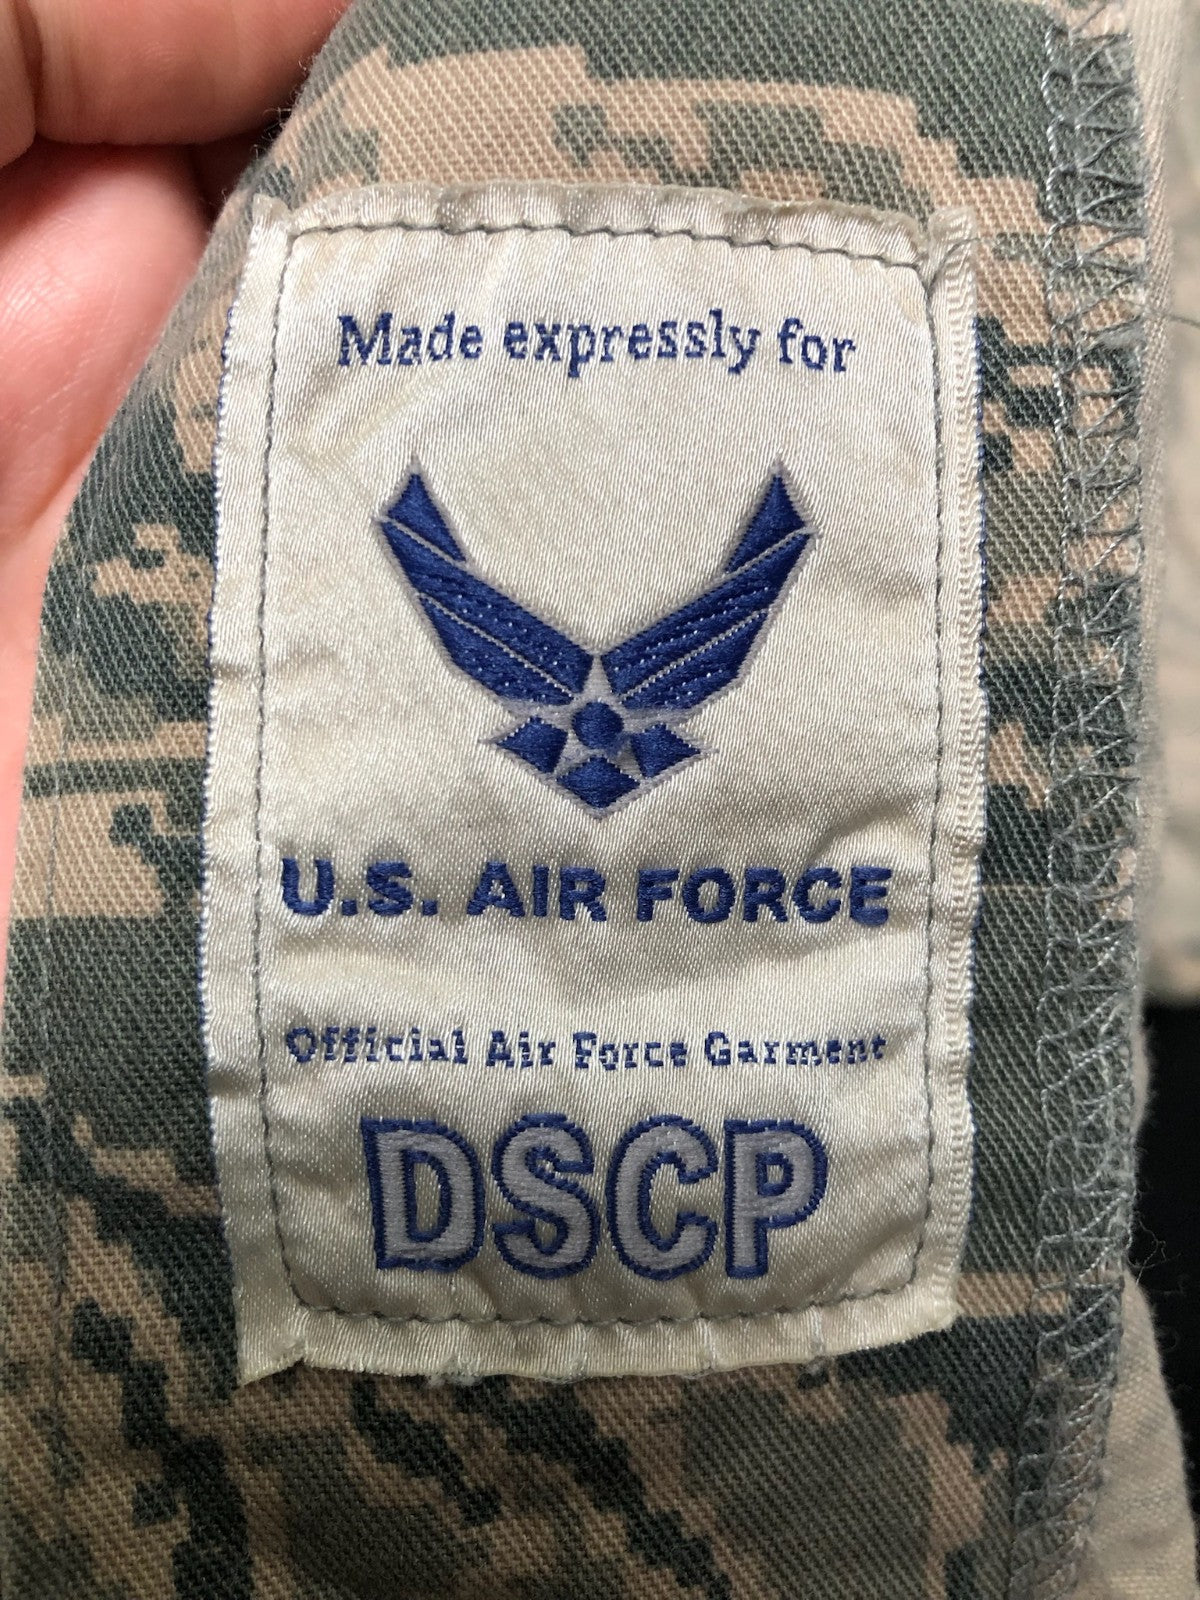 Made expressly for
U.S. AIR FORCE
Official Air Force Garment
DSCP